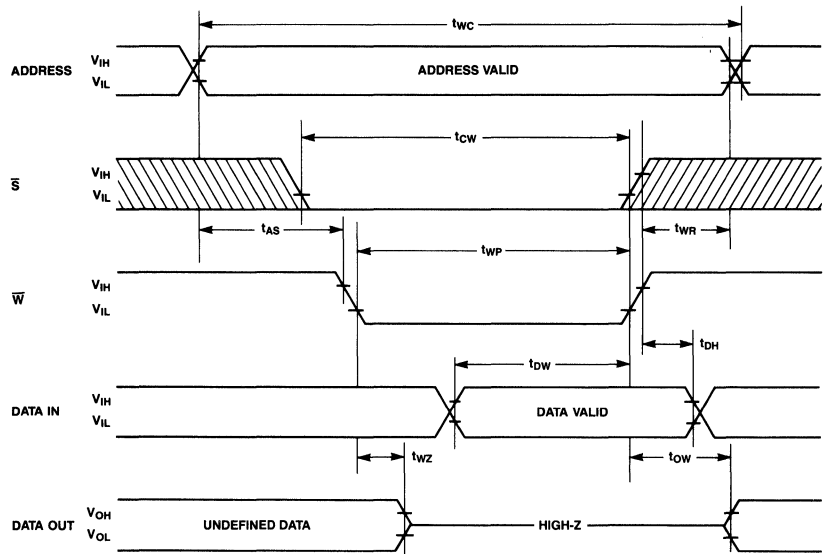 tWC
ADDRESS VIH VIL ADDRESS VALID
tCW
S̅ VIH VIL
tAS tWR
tWP
W̅ VIH VIL
tDH
tDW
DATA IN VIH VIL DATA VALID
tWZ tOW
DATA OUT VOH VOL UNDEFINED DATA HIGH-Z